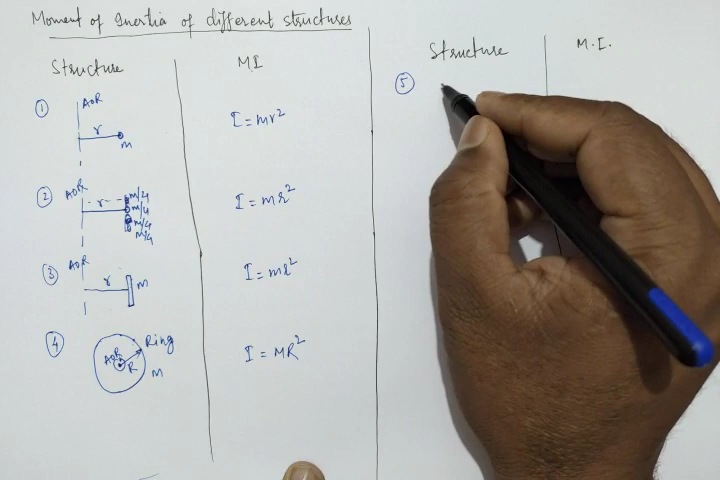 Moment of Inertia of different structures
Structure M.I
① AOR r m I = mr²
② AOR r m/4 m/4 m/4 m/4 I = mr²
③ AOR r m I = mr²
④ AOR R Ring M I = MR²
Structure M.I.
⑤